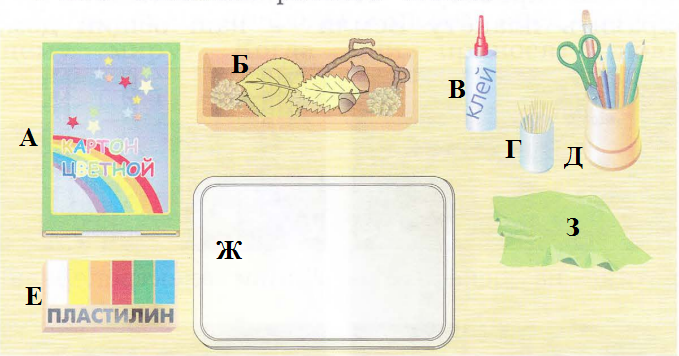 А
КАРТОН
ЦВЕТНОЙ
Б
В
КЛЕЙ
Г
Д
Е
ПЛАСТИЛИН
Ж
З